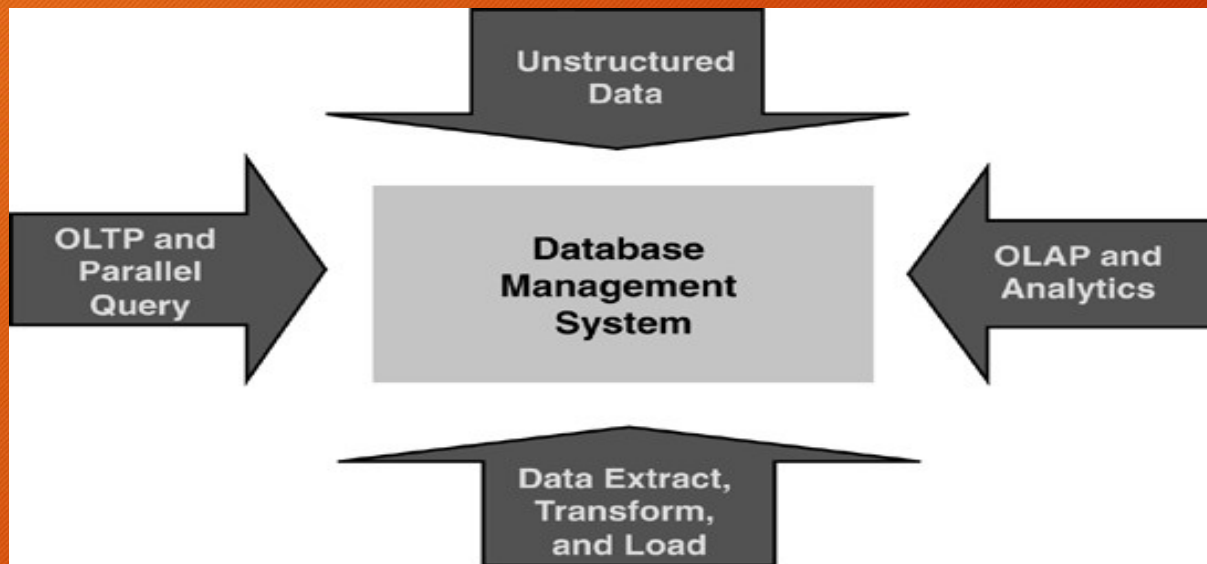 Unstructured
Data
OLTP and
Parallel
Query
Database
Management
System
OLAP and
Analytics
Data Extract,
Transform,
and Load